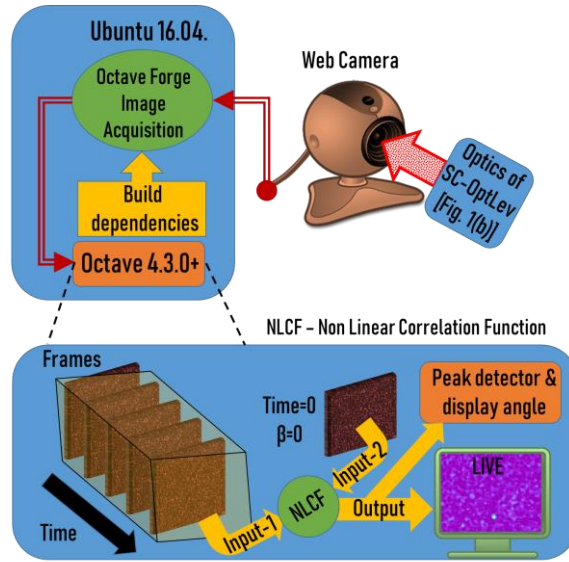 Ubuntu 16.04.
Octave Forge
Image
Acquisition
Build
dependencies
Octave 4.3.0+
Web Camera
Optics of
SC-OptLev
[Fig. 1(b)]
NLCF – Non Linear Correlation Function
Frames
Time
Time=0
β=0
Input-1
Input-2
NLCF
Output
Peak detector &
display angle
LIVE